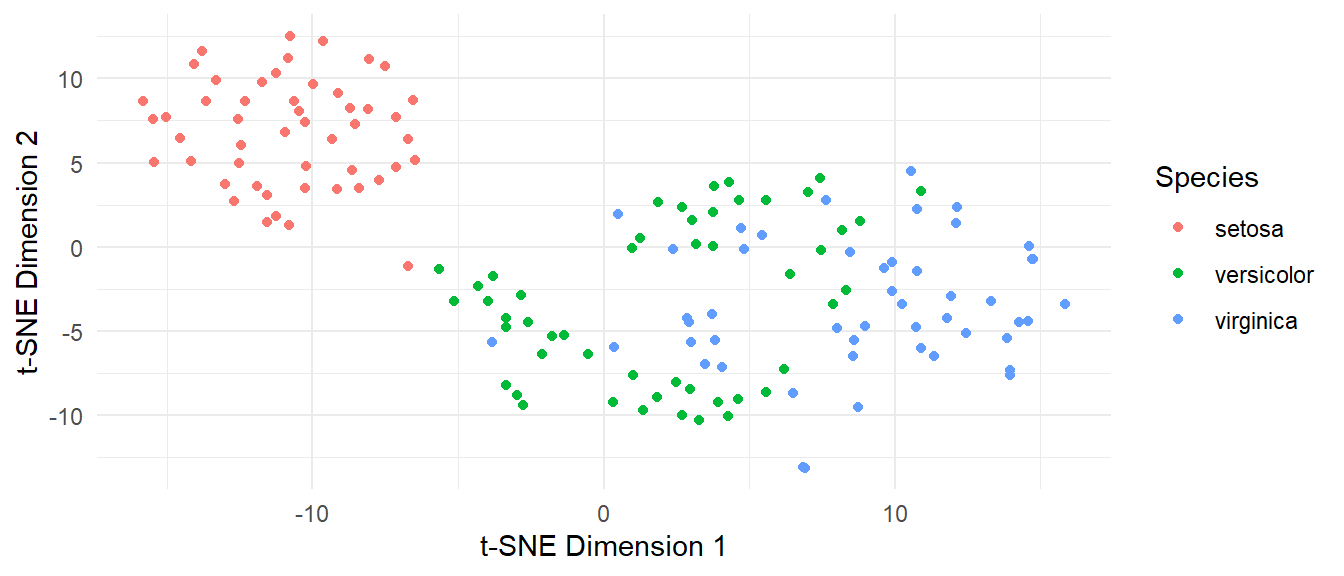 10
5
0
-5
-10
t-SNE Dimension 2
-10
0
10
t-SNE Dimension 1
Species
setosa
versicolor
virginica